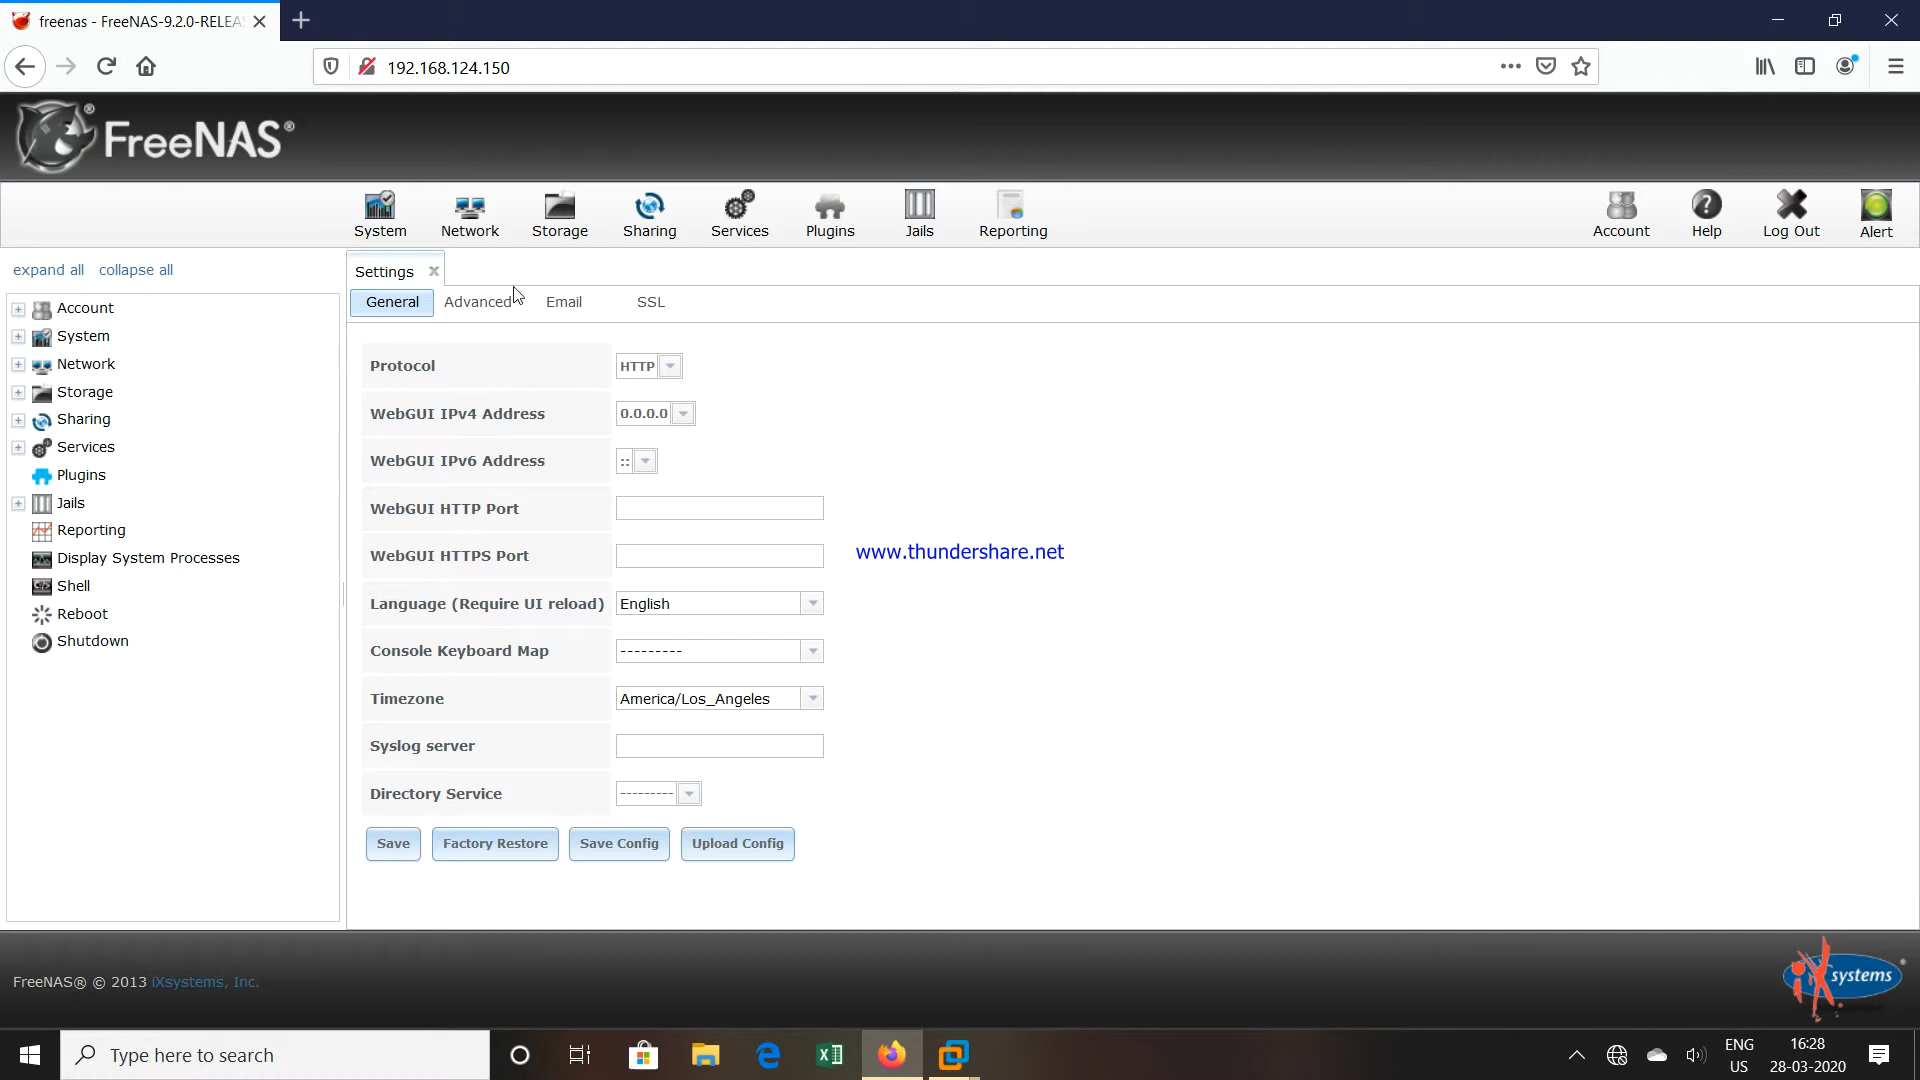 freenas - FreeNAS-9.2.0-RELEA
192.168.124.150
FreeNAS®
System Network Storage Sharing Services Plugins Jails Reporting Account Help Log Out Alert
expand all collapse all
Settings
General Advanced Email SSL
Account
System
Network
Storage
Sharing
Services
Plugins
Jails
Reporting
Display System Processes
Shell
Reboot
Shutdown
Protocol HTTP
WebGUI IPv4 Address 0.0.0.0
WebGUI IPv6 Address ::
WebGUI HTTP Port
WebGUI HTTPS Port
www.thundershare.net
Language (Require UI reload) English
Console Keyboard Map ---------
Timezone America/Los_Angeles
Syslog server
Directory Service ---------
Save Factory Restore Save Config Upload Config
FreeNAS® © 2013 iXsystems, Inc.
iXsystems
Type here to search
ENG
US
16:28
28-03-2020